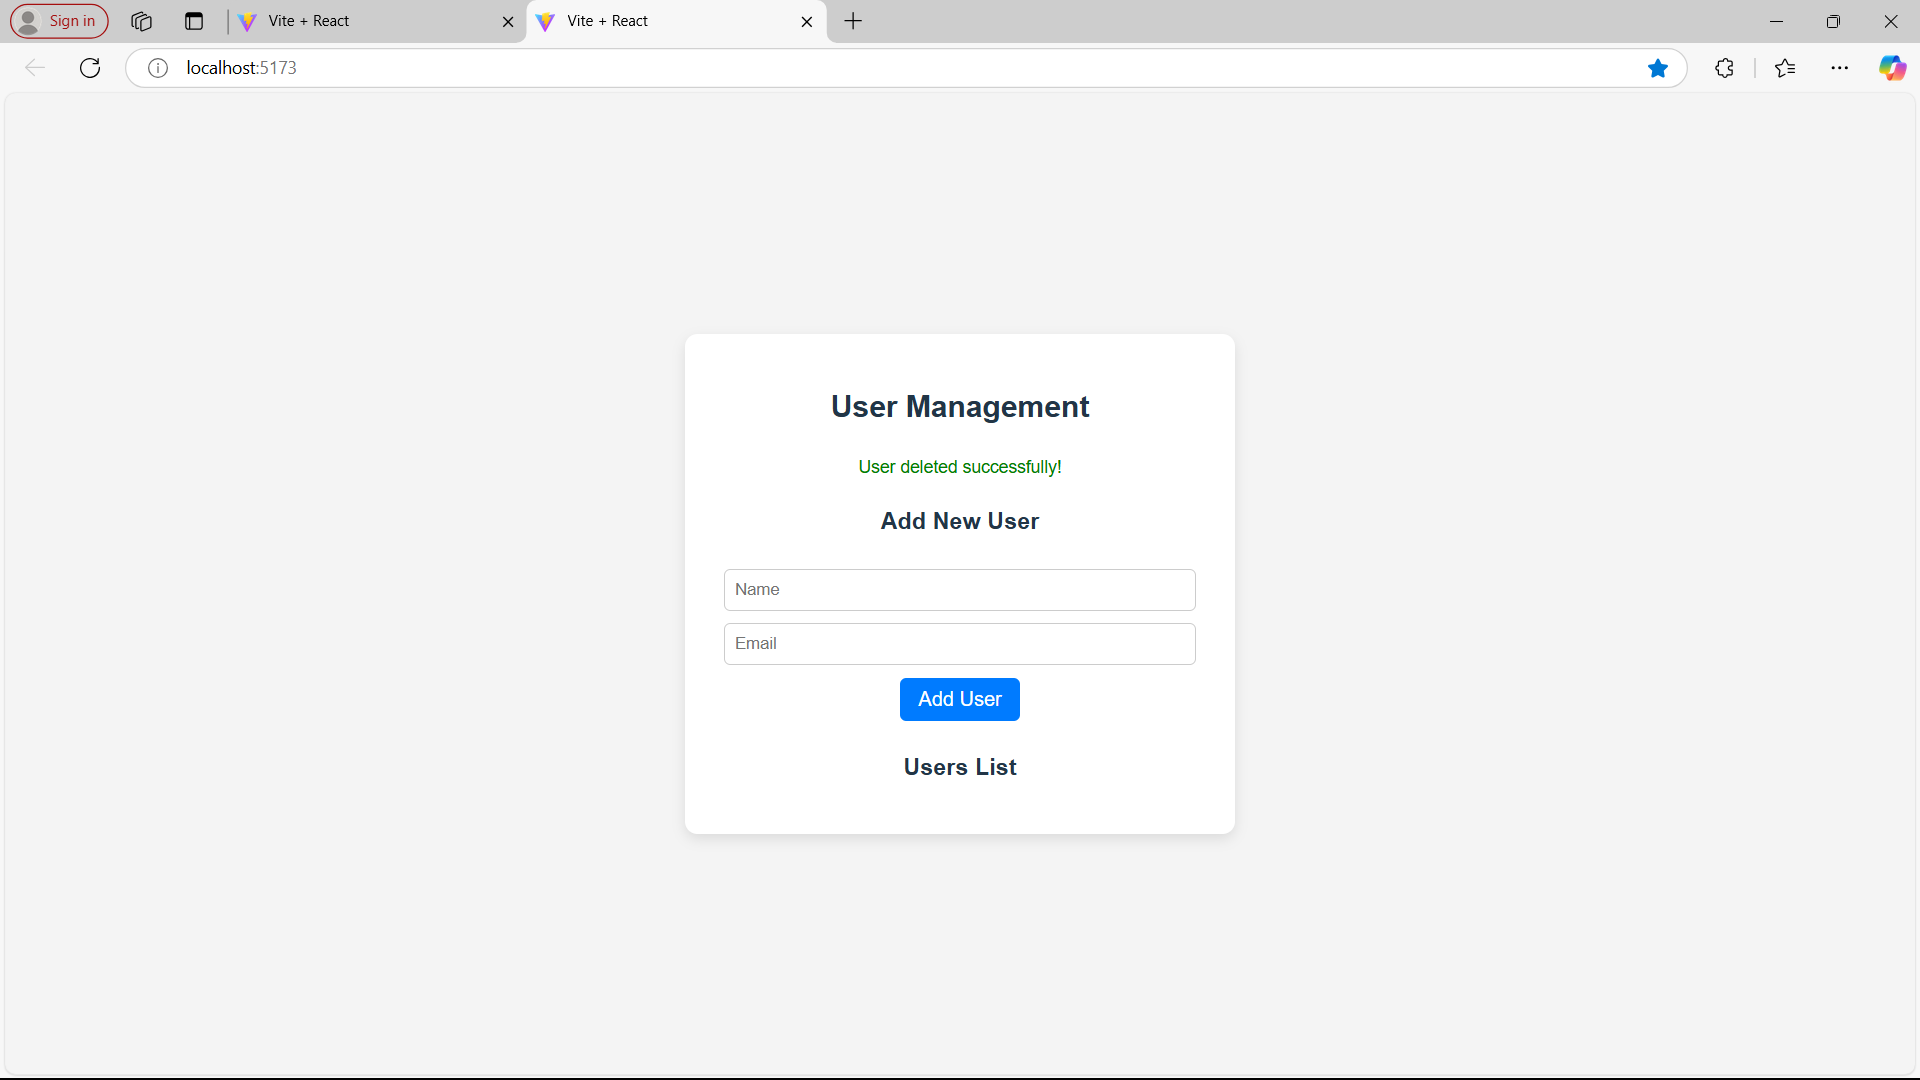 Sign in
Vite + React
Vite + React
localhost:5173
User Management
User deleted successfully!
Add New User
Name
Email
Add User
Users List